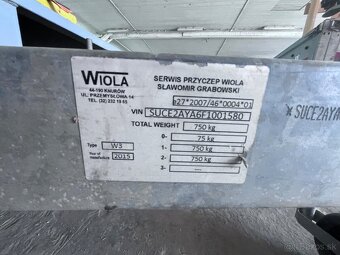 WIOLA
44-190 KNURÓW
UL. PRZEMYSŁOWA 14
TEL. (32) 232 19 65
SERWIS PRZYCZEP WIOLA
SŁAWOMIR GRABOWSKI
e27*2007/46*0004*01
VIN SUCE2AYA6F1001580
TOTAL WEIGHT 750 kg
0- 75 kg
Type W3 1- 750 kg
Year of manufacture 2015 2- 750 kg
3-
*SUCE2AYA